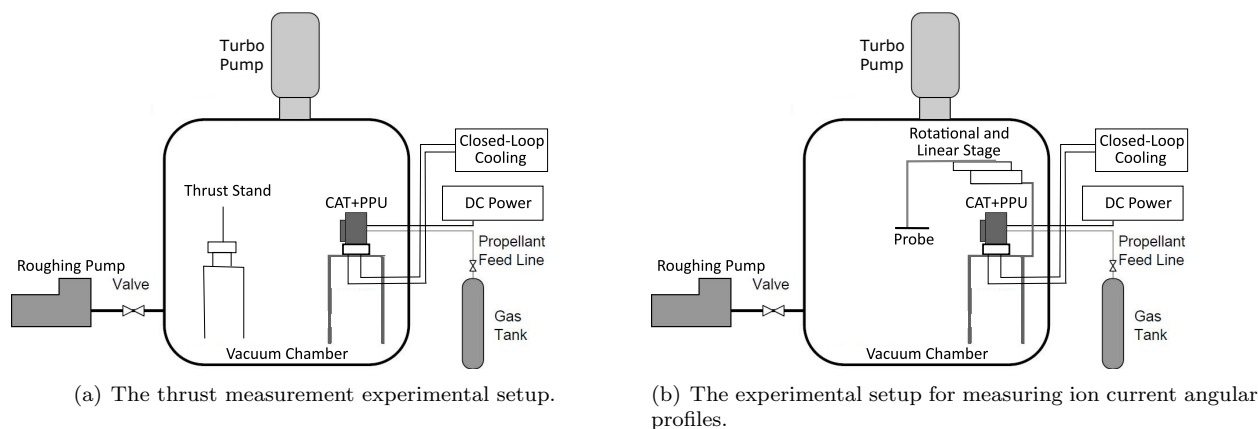 Turbo
Pump
Closed-Loop
Cooling
Thrust Stand
CAT+PPU
DC Power
Propellant
Feed Line
Roughing Pump
Valve
Gas
Tank
Vacuum Chamber
(a) The thrust measurement experimental setup.
Turbo
Pump
Rotational and
Linear Stage
Closed-Loop
Cooling
CAT+PPU
DC Power
Probe
Propellant
Feed Line
Roughing Pump
Valve
Gas
Tank
Vacuum Chamber
(b) The experimental setup for measuring ion current angular
profiles.